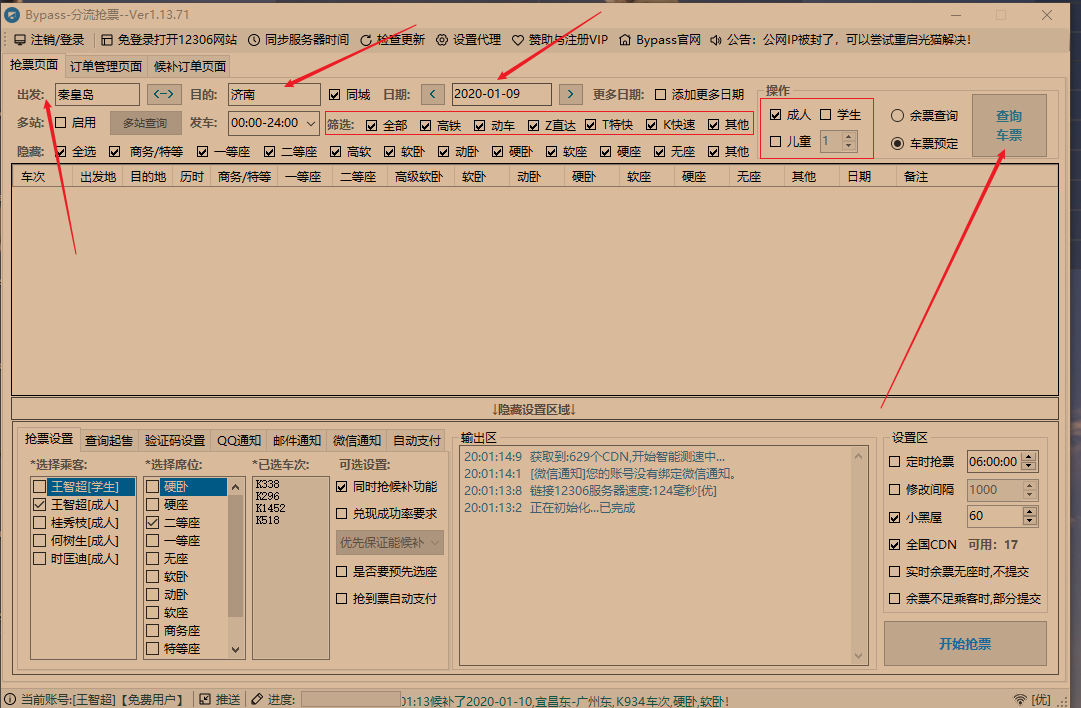 Bypass-分流抢票--Ver1.13.71
注销/登录 免登录打开12306网站 同步服务器时间 检查更新 设置代理 赞助与注册VIP Bypass官网 公告：公网IP被封了，可以尝试重启光猫解决!
抢票页面 订单管理页面 候补订单页面
出发: 秦皇岛 <-> 目的: 济南 同城 日期: < 2020-01-09 > 更多日期: 添加更多日期
操作
成人 学生 余票查询
查询
车票
多站: 启用 多站查询 发车: 00:00-24:00 筛选: 全部 高铁 动车 Z直达 T特快 K快速 其他
儿童 1 车票预定
隐藏: 全选 商务/特等 一等座 二等座 高软 软卧 动卧 硬卧 软座 硬座 无座 其他
车次 出发地 目的地 历时 商务/特等 一等座 二等座 高级软卧 软卧 动卧 硬卧 软座 硬座 无座 其他 日期 备注
↓隐藏设置区域↓
抢票设置 查询起售 验证码设置 QQ通知 邮件通知 微信通知 自动支付
*选择乘客:
王智超[学生]
王智超[成人]
桂秀枝[成人]
何树生[成人]
时匡迪[成人]
*选择席位:
硬卧
硬座
二等座
一等座
无座
软卧
动卧
软座
商务座
特等座
*已选车次:
K338
K296
K1452
K518
可选设置:
同时抢候补功能
兑现成功率要求
优先保证能候补
是否要预先选座
抢到票自动支付
输出区
20:01:14:9 获取到:629个CDN,开始智能测速中...
20:01:14:1 [微信通知]您的账号没有绑定微信通知。
20:01:13:8 链接12306服务器速度:124毫秒[优]
20:01:13:2 正在初始化...已完成
设置区
定时抢票 06:00:00
修改间隔 1000
小黑屋 60
全国CDN 可用: 17
实时余票无座时,不提交
余票不足乘客时,部分提交
开始抢票
当前账号:[王智超]【免费用户】 推送 进度: 01:13候补了2020-01-10,宜昌东-广州东,K934车次,硬卧,软卧! [优]